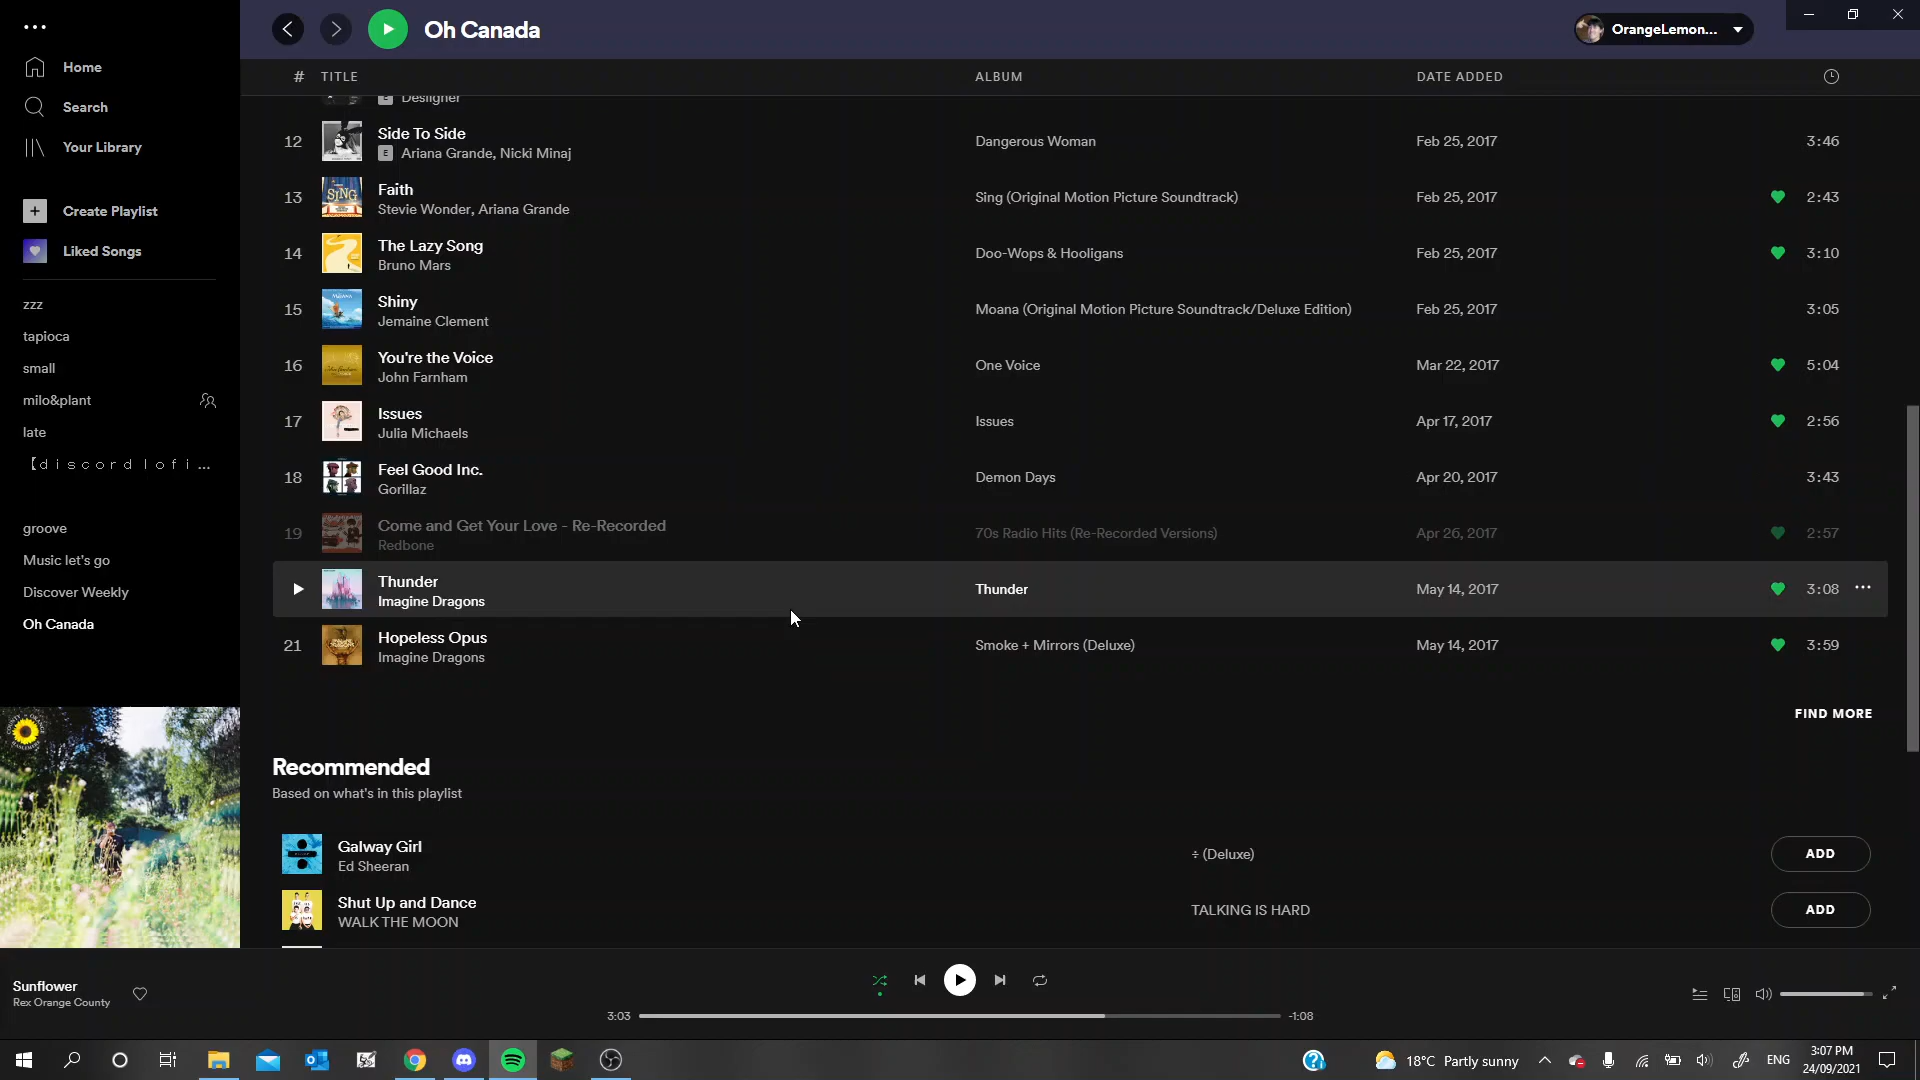 Oh Canada
OrangeLemon...
Home
Search
Your Library
Create Playlist
Liked Songs
zzz
tapioca
small
milo&plant
late
【d i s c o r d l o f i ...
groove
Music let's go
Discover Weekly
Oh Canada
# TITLE ALBUM DATE ADDED
E Desiigner
12 Side To Side Dangerous Woman Feb 25, 2017 3:46
E Ariana Grande, Nicki Minaj
13 Faith Sing (Original Motion Picture Soundtrack) Feb 25, 2017 2:43
Stevie Wonder, Ariana Grande
14 The Lazy Song Doo-Wops & Hooligans Feb 25, 2017 3:10
Bruno Mars
15 Shiny Moana (Original Motion Picture Soundtrack/Deluxe Edition) Feb 25, 2017 3:05
Jemaine Clement
16 You're the Voice One Voice Mar 22, 2017 5:04
John Farnham
17 Issues Issues Apr 17, 2017 2:56
Julia Michaels
18 Feel Good Inc. Demon Days Apr 20, 2017 3:43
Gorillaz
19 Come and Get Your Love - Re-Recorded 70s Radio Hits (Re-Recorded Versions) Apr 26, 2017 2:57
Redbone
Thunder Thunder May 14, 2017 3:08
Imagine Dragons
21 Hopeless Opus Smoke + Mirrors (Deluxe) May 14, 2017 3:59
Imagine Dragons
FIND MORE
Recommended
Based on what's in this playlist
Galway Girl ÷ (Deluxe) ADD
Ed Sheeran
Shut Up and Dance TALKING IS HARD ADD
WALK THE MOON
Sunflower
Rex Orange County
3:03 -1:08
18°C Partly sunny
ENG
3:07 PM
24/09/2021
SING